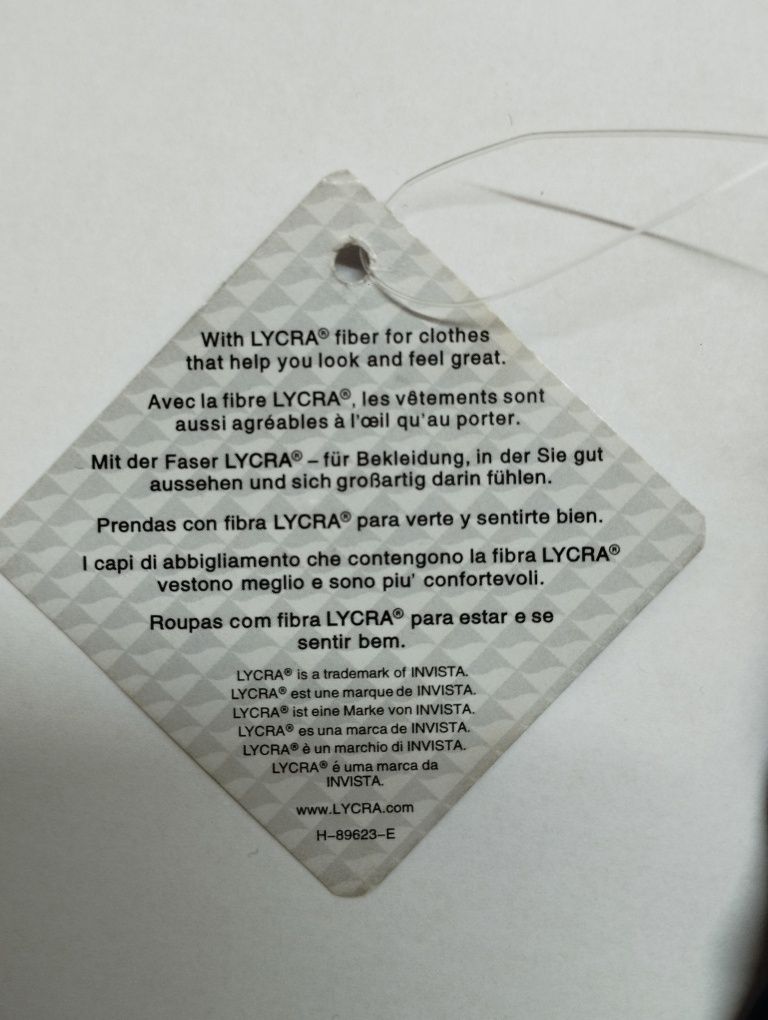 With LYCRA® fiber for clothes
that help you look and feel great.
Avec la fibre LYCRA®, les vêtements sont
aussi agréables à l'œil qu'au porter.
Mit der Faser LYCRA® – für Bekleidung, in der Sie gut
aussehen und sich großartig darin fühlen.
Prendas con fibra LYCRA® para verte y sentirte bien.
I capi di abbigliamento che contengono la fibra LYCRA®
vestono meglio e sono piu' confortevoli.
Roupas com fibra LYCRA® para estar e se
sentir bem.
LYCRA® is a trademark of INVISTA.
LYCRA® est une marque de INVISTA.
LYCRA® ist eine Marke von INVISTA.
LYCRA® es una marca de INVISTA.
LYCRA® è un marchio di INVISTA.
LYCRA® é uma marca da
INVISTA.
www.LYCRA.com
H–89623–E